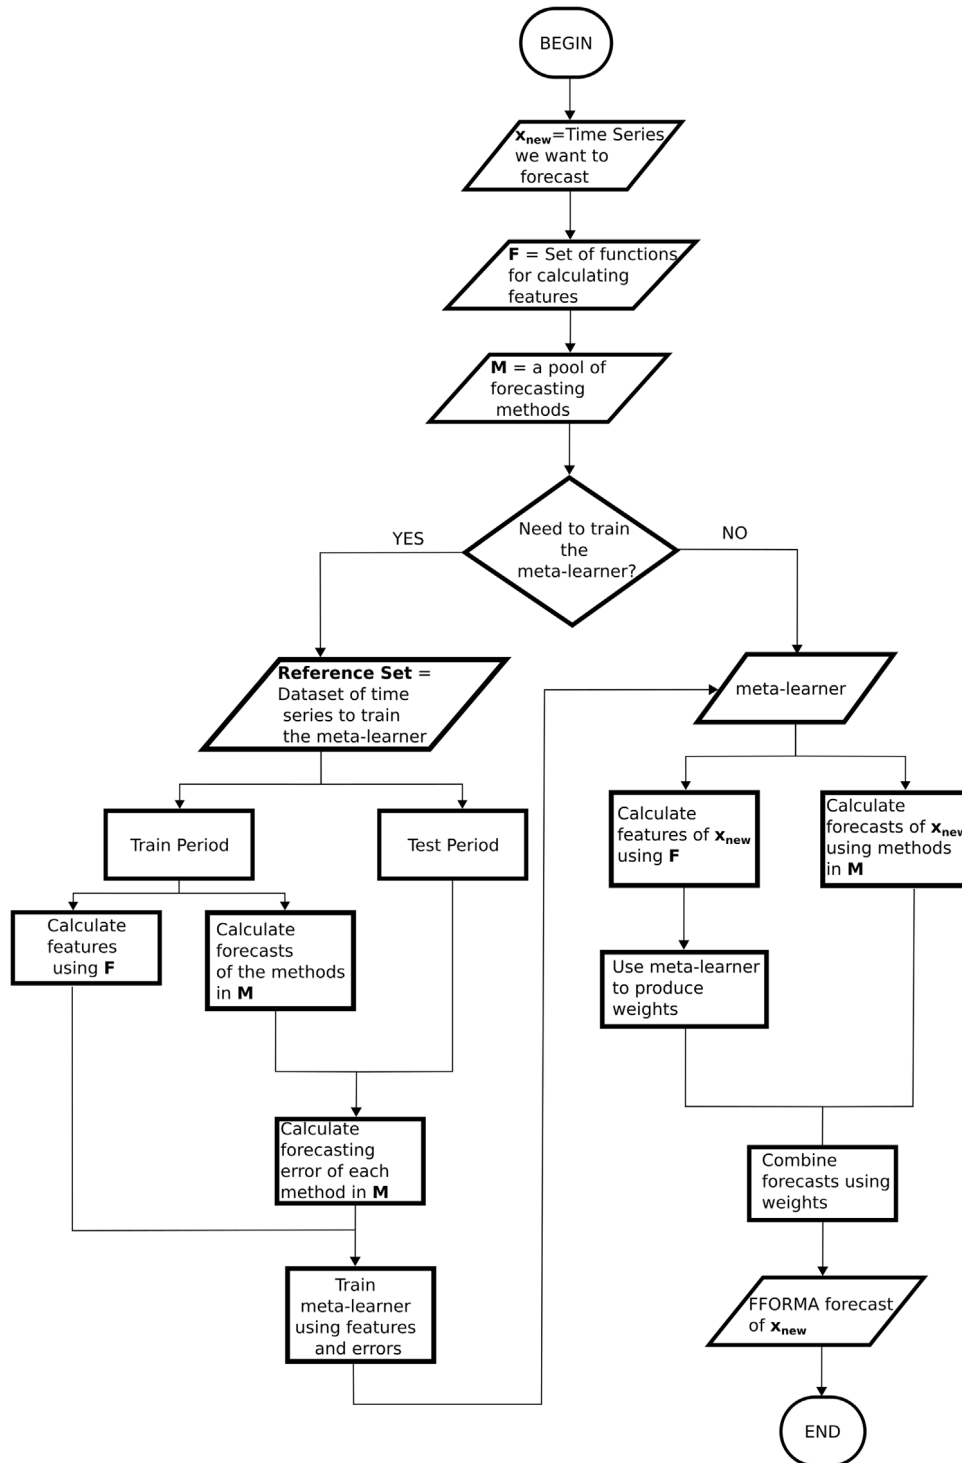 BEGIN
xnew=Time Series
we want to
forecast
F = Set of functions
for calculating
features
M = a pool of
forecasting
methods
Need to train
the
meta-learner?
YES
NO
Reference Set =
Dataset of time
series to train
the meta-learner
meta-learner
Train Period
Test Period
Calculate
features
using F
Calculate
forecasts
of the methods
in M
Calculate
forecasting
error of each
method in M
Train
meta-learner
using features
and errors
Calculate
features of xnew
using F
Calculate
forecasts of xnew
using methods
in M
Use meta-learner
to produce
weights
Combine
forecasts using
weights
FFORMA forecast
of xnew
END